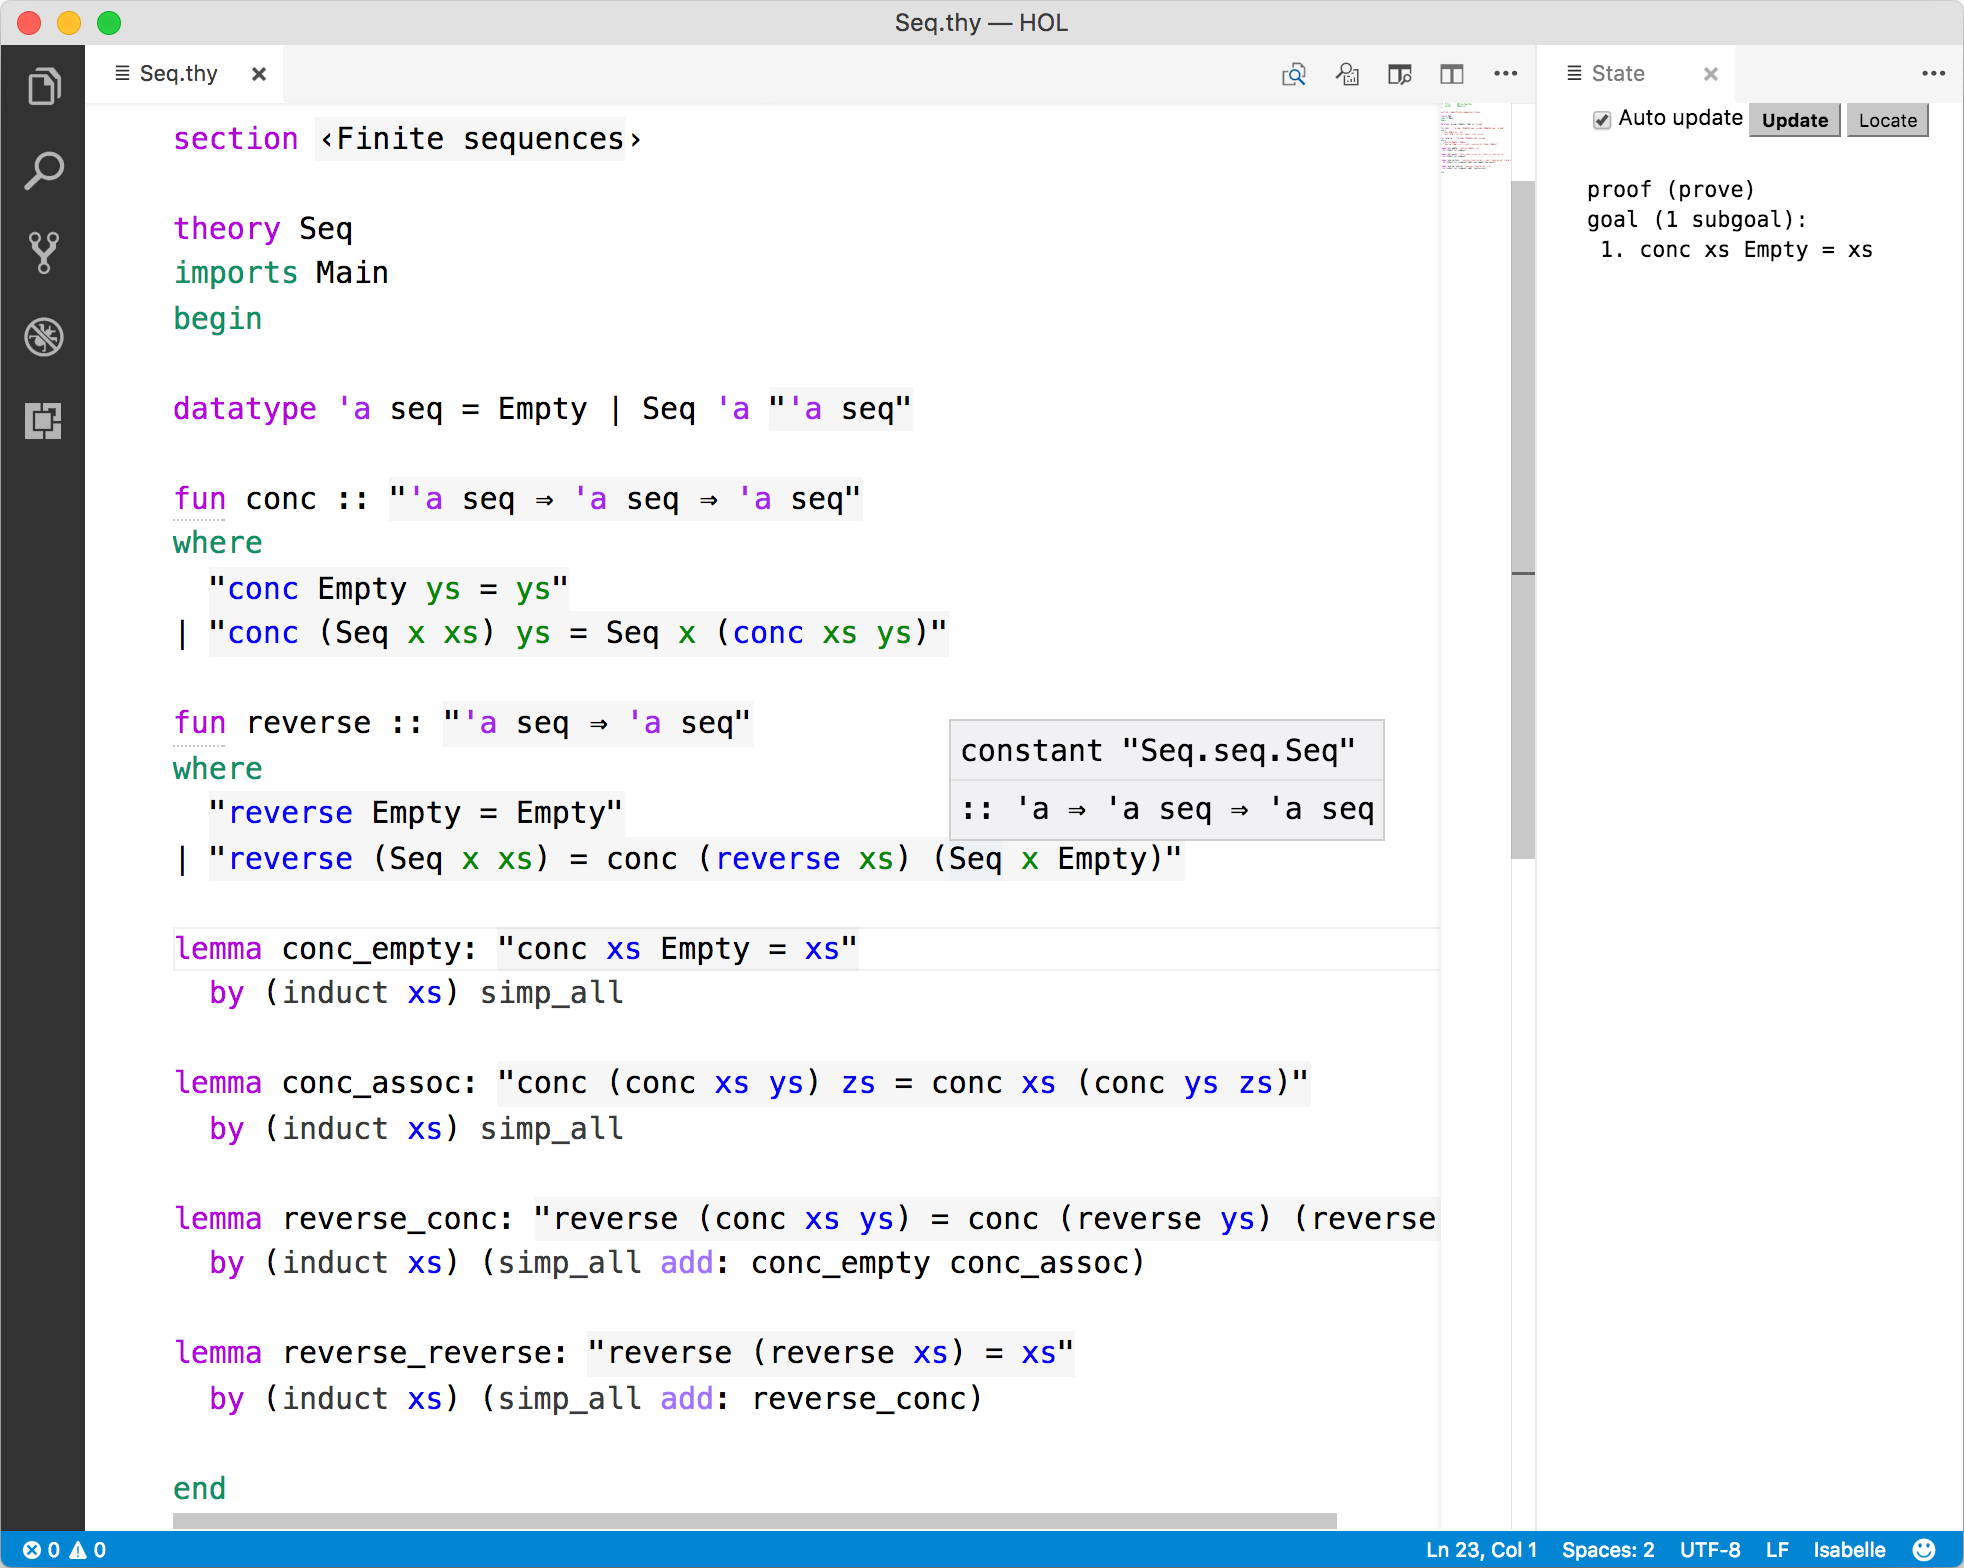 Seq.thy — HOL
Seq.thy
State
Auto update Update Locate
section ‹Finite sequences›
theory Seq
imports Main
begin
datatype 'a seq = Empty | Seq 'a "'a seq"
fun conc :: "'a seq ⇒ 'a seq ⇒ 'a seq"
where
"conc Empty ys = ys"
| "conc (Seq x xs) ys = Seq x (conc xs ys)"
fun reverse :: "'a seq ⇒ 'a seq"
where
"reverse Empty = Empty"
| "reverse (Seq x xs) = conc (reverse xs) (Seq x Empty)"
constant "Seq.seq.Seq"
:: 'a ⇒ 'a seq ⇒ 'a seq
lemma conc_empty: "conc xs Empty = xs"
by (induct xs) simp_all
lemma conc_assoc: "conc (conc xs ys) zs = conc xs (conc ys zs)"
by (induct xs) simp_all
lemma reverse_conc: "reverse (conc xs ys) = conc (reverse ys) (reverse
by (induct xs) (simp_all add: conc_empty conc_assoc)
lemma reverse_reverse: "reverse (reverse xs) = xs"
by (induct xs) (simp_all add: reverse_conc)
end
proof (prove)
goal (1 subgoal):
1. conc xs Empty = xs
0 0
Ln 23, Col 1 Spaces: 2 UTF-8 LF Isabelle